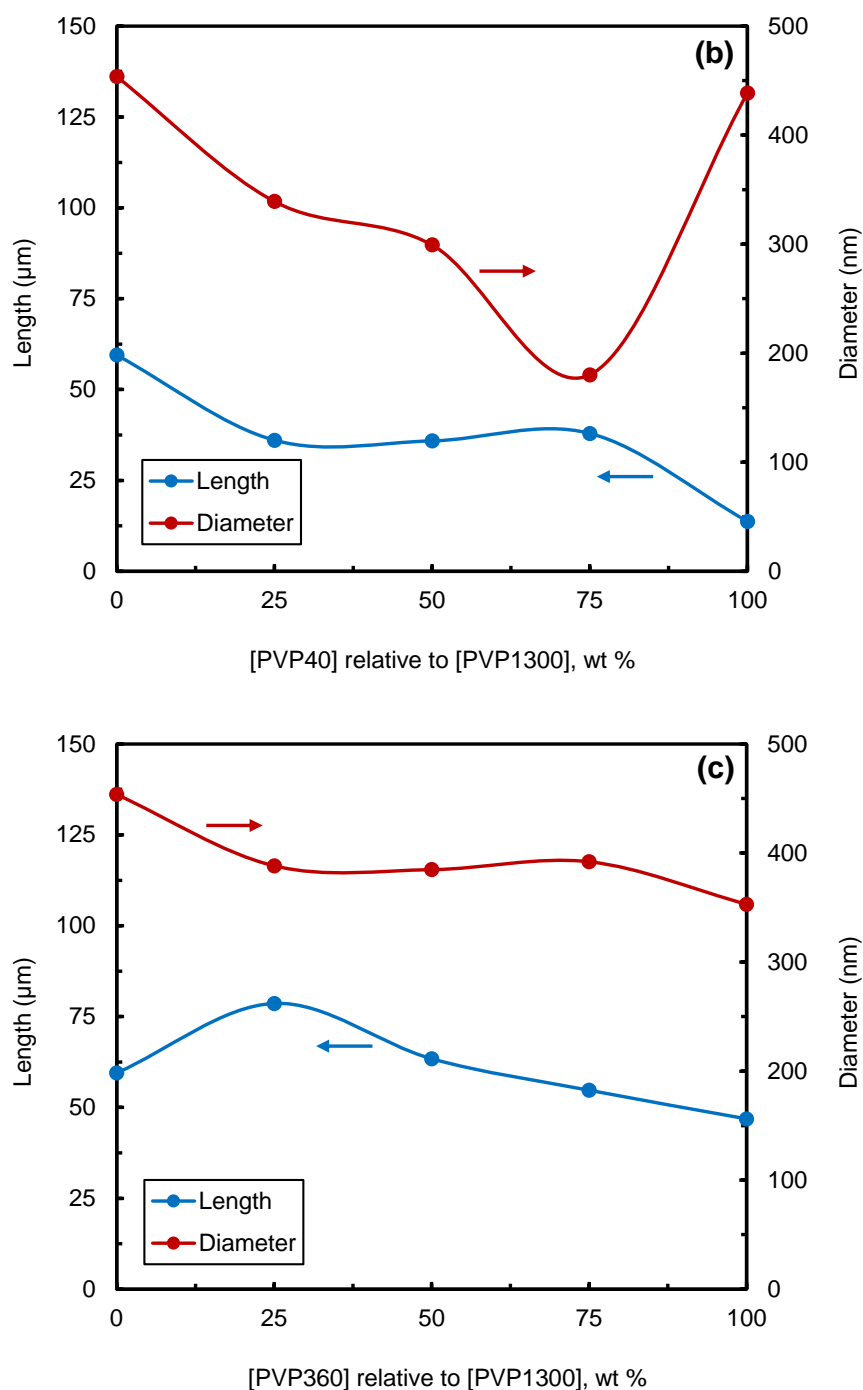 (b)
150
125
100
75
50
25
0
Length (µm)
500
400
300
200
100
0
Diameter (nm)
Length
Diameter
0 25 50 75 100
[PVP40] relative to [PVP1300], wt %
(c)
150
125
100
75
50
25
0
Length (µm)
500
400
300
200
100
0
Diameter (nm)
Length
Diameter
0 25 50 75 100
[PVP360] relative to [PVP1300], wt %